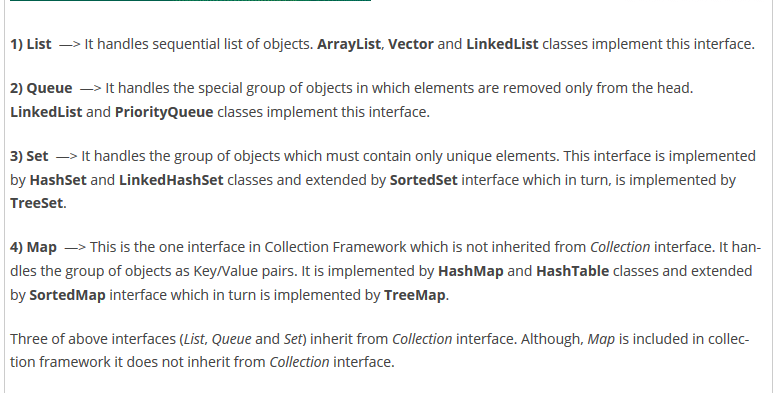 1) List —> It handles sequential list of objects. ArrayList, Vector and LinkedList classes implement this interface.
2) Queue —> It handles the special group of objects in which elements are removed only from the head.
LinkedList and PriorityQueue classes implement this interface.
3) Set —> It handles the group of objects which must contain only unique elements. This interface is implemented
by HashSet and LinkedHashSet classes and extended by SortedSet interface which in turn, is implemented by
TreeSet.
4) Map —> This is the one interface in Collection Framework which is not inherited from Collection interface. It han-
dles the group of objects as Key/Value pairs. It is implemented by HashMap and HashTable classes and extended
by SortedMap interface which in turn is implemented by TreeMap.
Three of above interfaces (List, Queue and Set) inherit from Collection interface. Although, Map is included in collec-
tion framework it does not inherit from Collection interface.